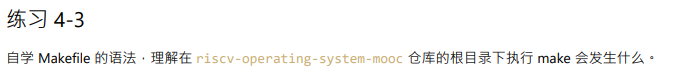 练习 4-3
自学 Makefile 的语法，理解在 riscv-operating-system-mooc 仓库的根目录下执行 make 会发生什么。